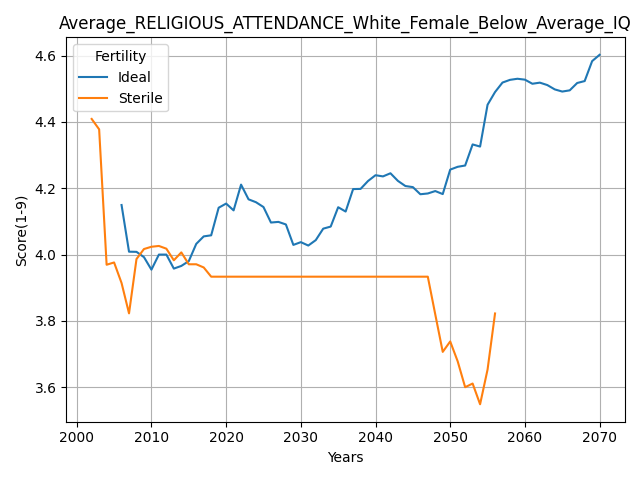 Average_RELIGIOUS_ATTENDANCE_White_Female_Below_Average_IQ
Fertility
Ideal
Sterile
Score(1-9)
4.6
4.4
4.2
4.0
3.8
3.6
2000 2010 2020 2030 2040 2050 2060 2070
Years